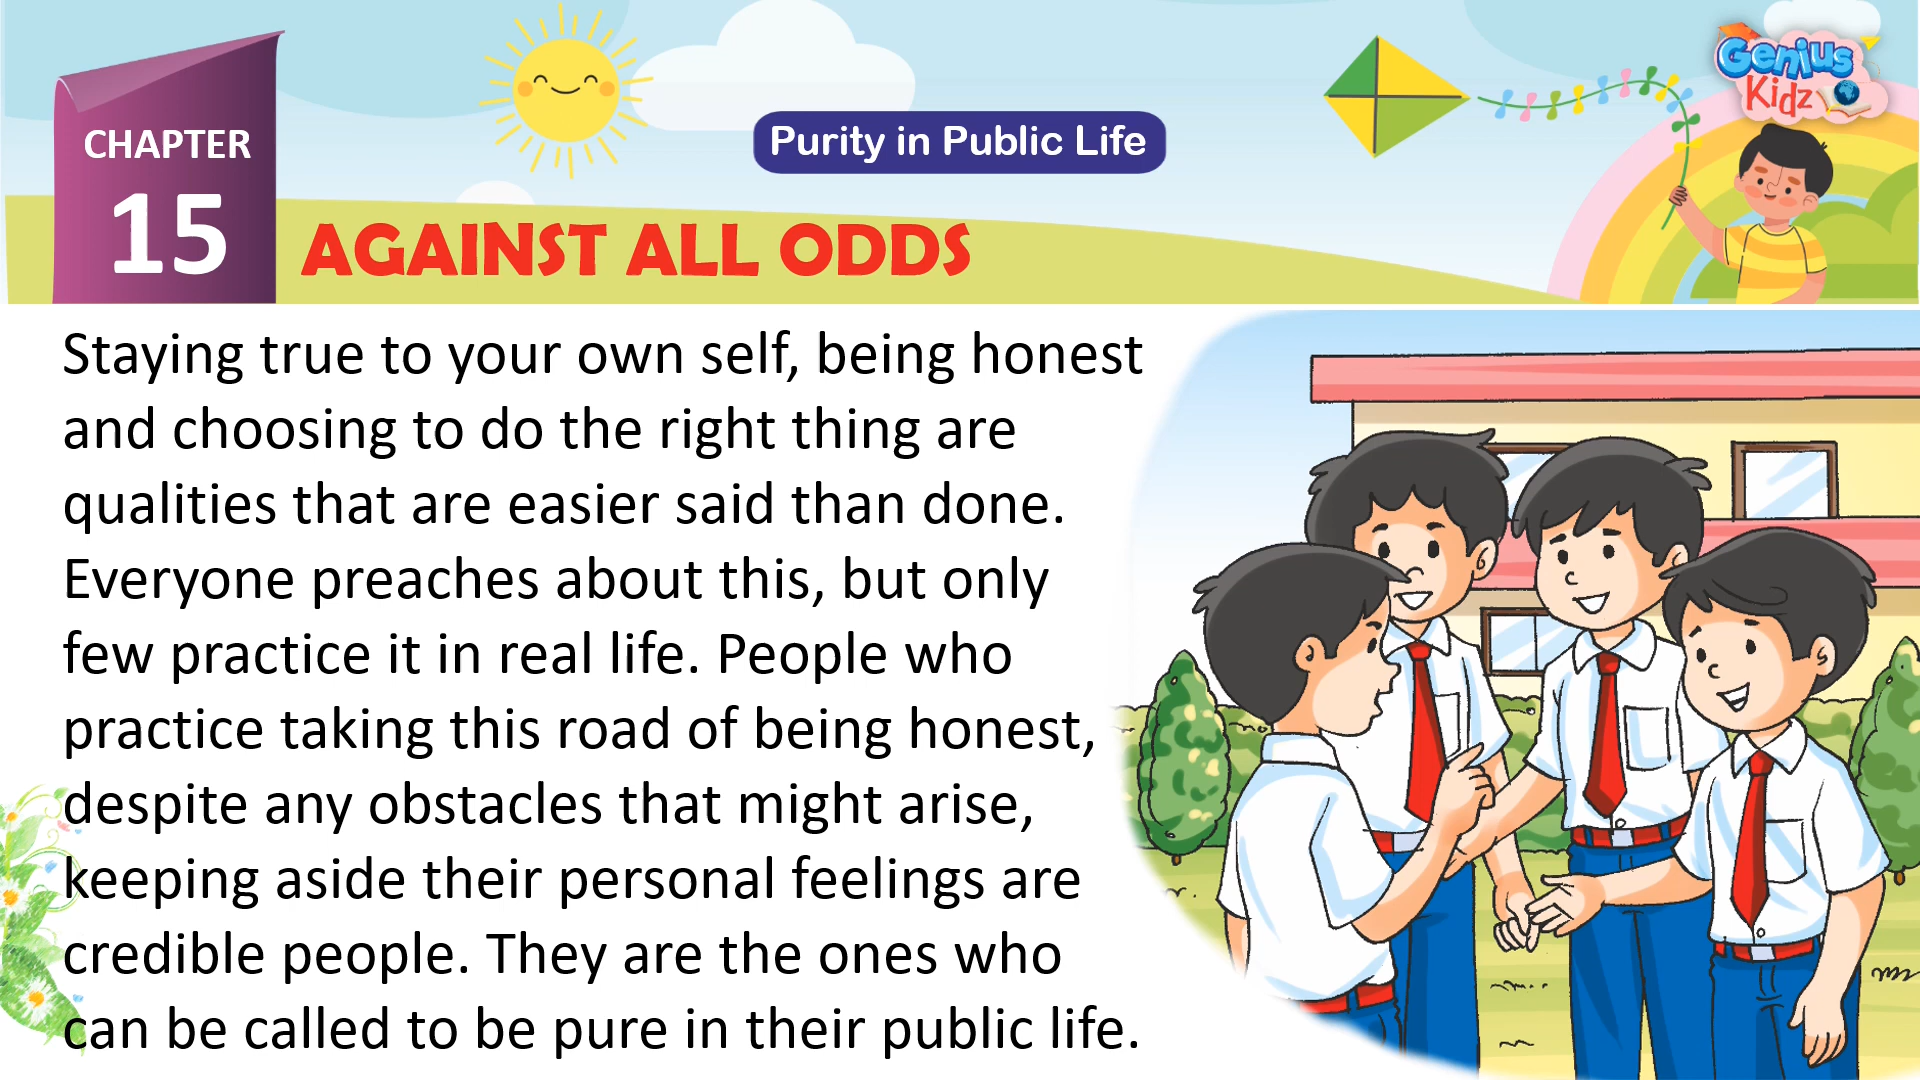 Genius
Kidz
CHAPTER
15
Purity in Public Life
AGAINST ALL ODDS
Staying true to your own self, being honest
and choosing to do the right thing are
qualities that are easier said than done.
Everyone preaches about this, but only
few practice it in real life. People who
practice taking this road of being honest,
despite any obstacles that might arise,
keeping aside their personal feelings are
credible people. They are the ones who
can be called to be pure in their public life.